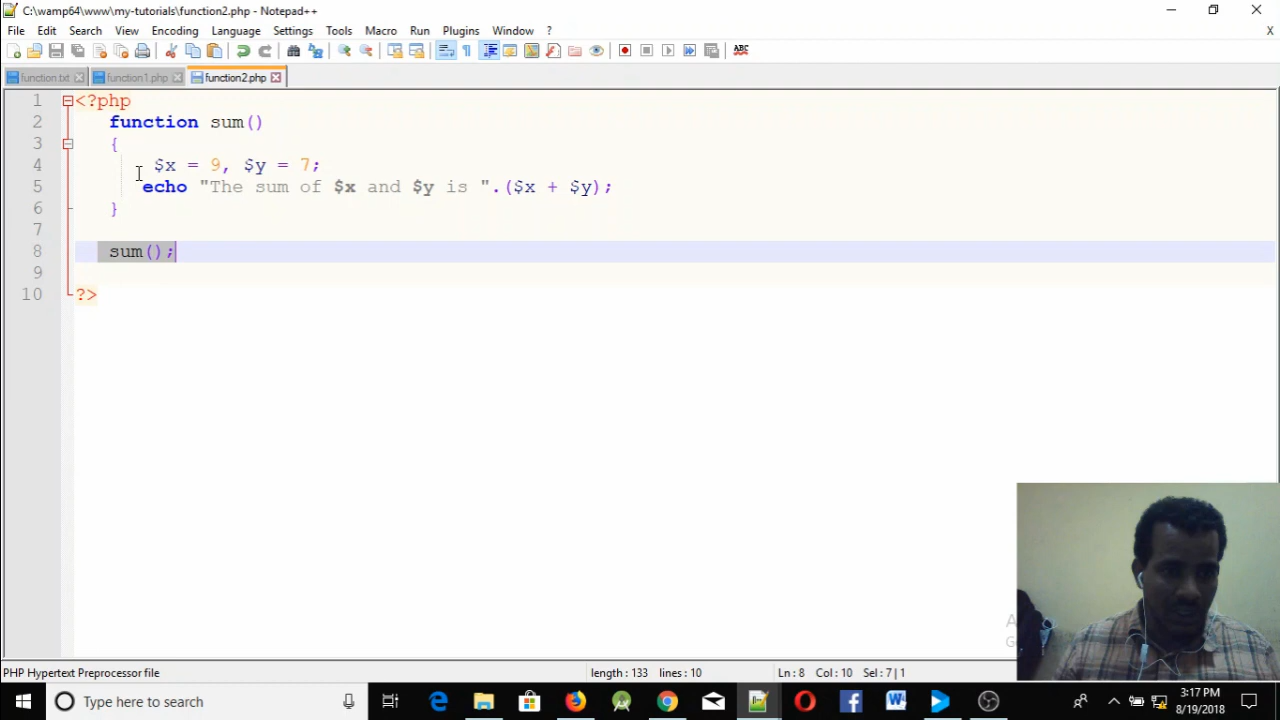 C:\wamp64\www\my-tutorials\function2.php - Notepad++
File Edit Search View Encoding Language Settings Tools Macro Run Plugins Window ? X
ABC
function.txt function1.php function2.php
1 <?php
2 function sum()
3 {
4 $x = 9, $y = 7;
5 echo "The sum of $x and $y is ".($x + $y);
6 }
7
8 sum();
9
10 ?>
PHP Hypertext Preprocessor file length : 133 lines : 10 Ln : 8 Col : 10 Sel : 7 | 1
Type here to search
3:17 PM
8/19/2018